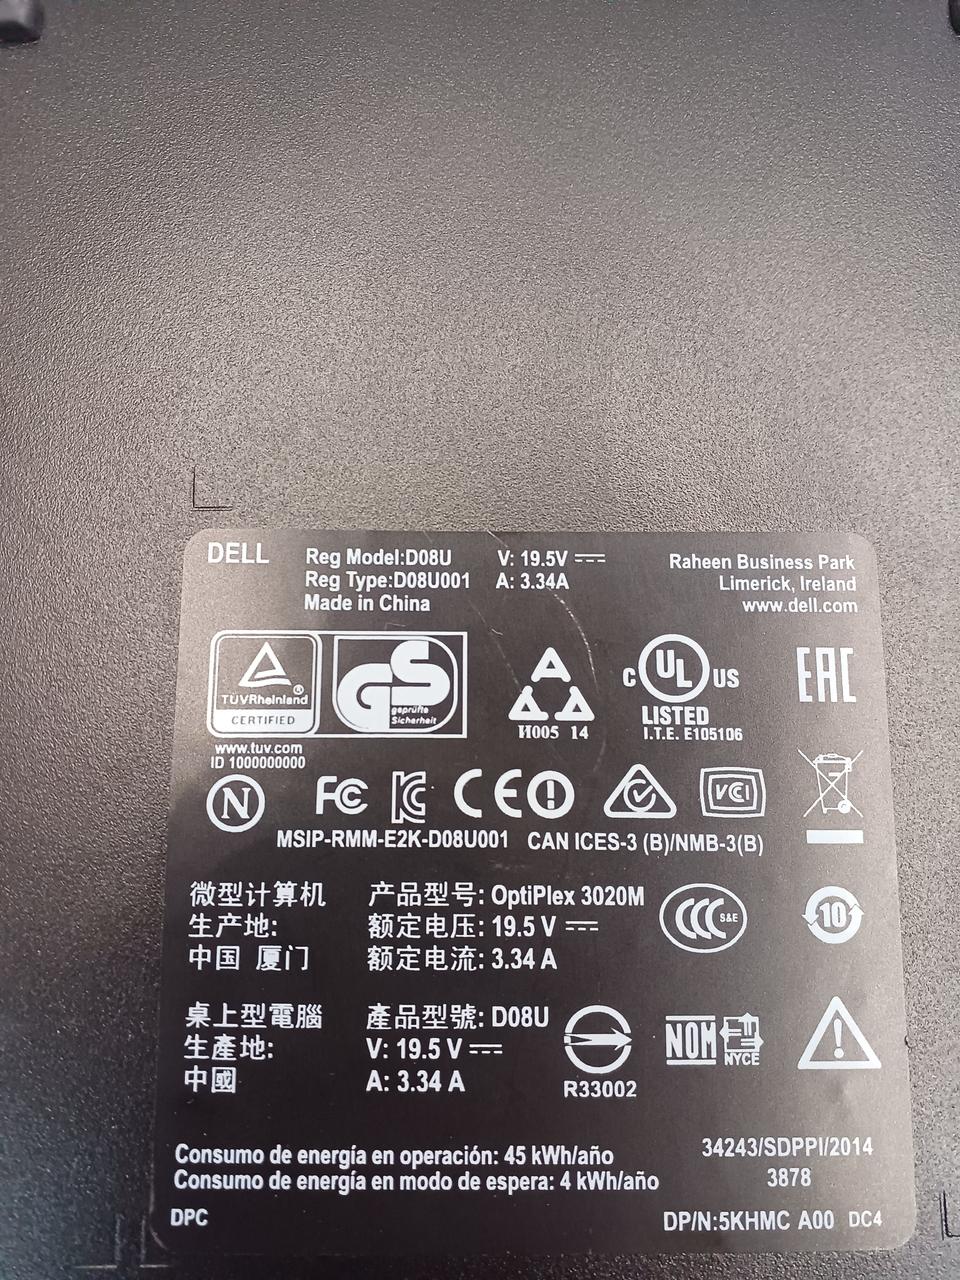 DELL
Reg Model:D08U
Reg Type:D08U001
Made in China
V: 19.5V
A: 3.34A
Raheen Business Park
Limerick, Ireland
www.dell.com
TÜVRheinland ®
CERTIFIED
GS
geprüfte
Sicherheit
www.tuv.com
ID 1000000000
H005 14
C UL US
LISTED
I.T.E. E105106
EAC
N
FC
CE
VCI
MSIP-RMM-E2K-D08U001
CAN ICES-3 (B)/NMB-3(B)
微型计算机
生产地:
中国 厦门
产品型号: OptiPlex 3020M
额定电压: 19.5 V
额定电流: 3.34 A
CCC S&E
10
桌上型電腦
生產地:
中國
產品型號: D08U
V: 19.5 V
A: 3.34 A
R33002
NOM
NYCE
Consumo de energía en operación: 45 kWh/año
Consumo de energía en modo de espera: 4 kWh/año
34243/SDPPI/2014
3878
DPC
DP/N:5KHMC A00 DC4